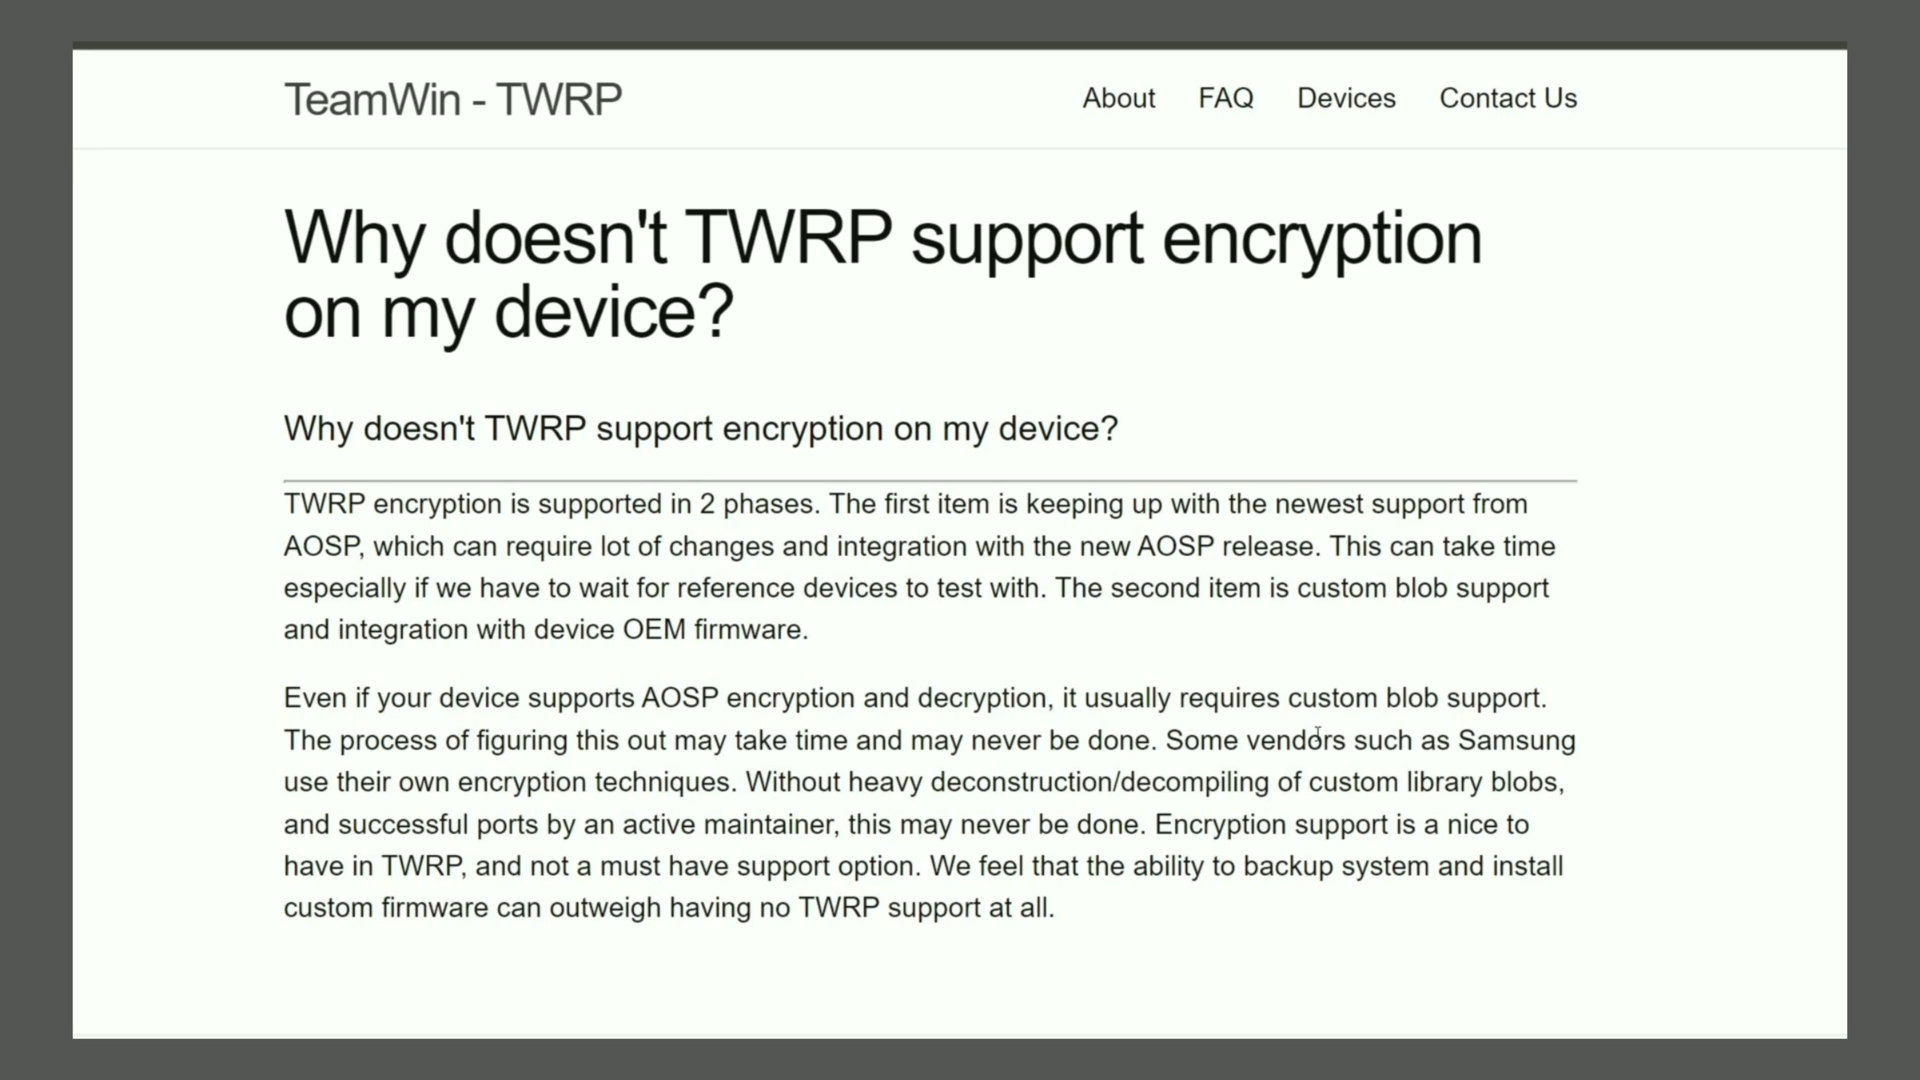 TeamWin - TWRP
About FAQ Devices Contact Us
Why doesn't TWRP support encryption
on my device?
Why doesn't TWRP support encryption on my device?
TWRP encryption is supported in 2 phases. The first item is keeping up with the newest support from
AOSP, which can require lot of changes and integration with the new AOSP release. This can take time
especially if we have to wait for reference devices to test with. The second item is custom blob support
and integration with device OEM firmware.
Even if your device supports AOSP encryption and decryption, it usually requires custom blob support.
The process of figuring this out may take time and may never be done. Some vendors such as Samsung
use their own encryption techniques. Without heavy deconstruction/decompiling of custom library blobs,
and successful ports by an active maintainer, this may never be done. Encryption support is a nice to
have in TWRP, and not a must have support option. We feel that the ability to backup system and install
custom firmware can outweigh having no TWRP support at all.